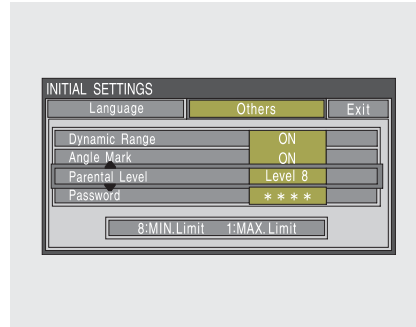 INITIAL SETTINGS
Language Others Exit
Dynamic Range ON
Angle Mark ON
Parental Level Level 8
Password ****
8:MIN.Limit 1:MAX.Limit